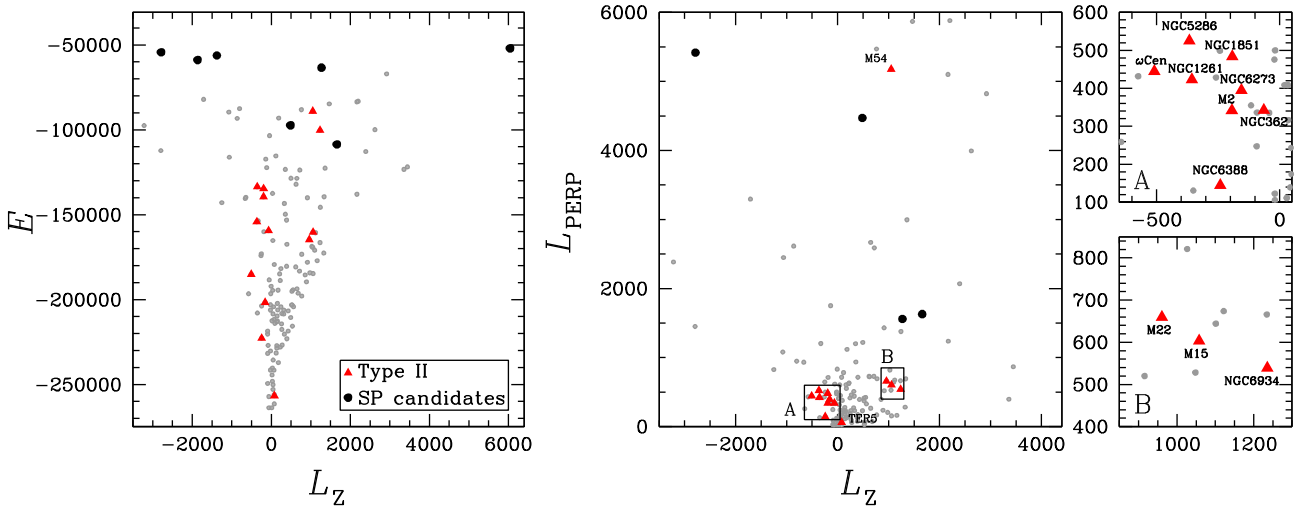 −50000
−100000
−150000
−200000
−250000
E
−2000
0
2000
4000
6000
L_Z
Type II
SP candidates
6000
4000
2000
0
L_PERP
−2000
0
2000
4000
L_Z
M54
A
B
TER5
600
500
400
300
200
100
−500
0
NGC5286
NGC1851
ωCen
NGC1261
NGC6273
M2
NGC362
NGC6388
A
800
700
600
500
400
1000
1200
M22
M15
NGC6934
B